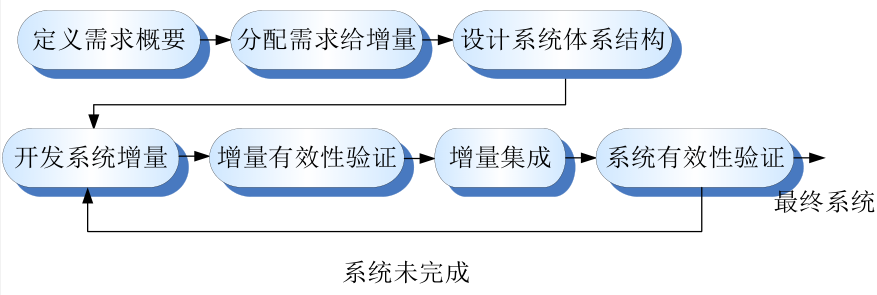 定义需求概要
分配需求给增量
设计系统体系结构
开发系统增量
增量有效性验证
增量集成
系统有效性验证
最终系统
系统未完成